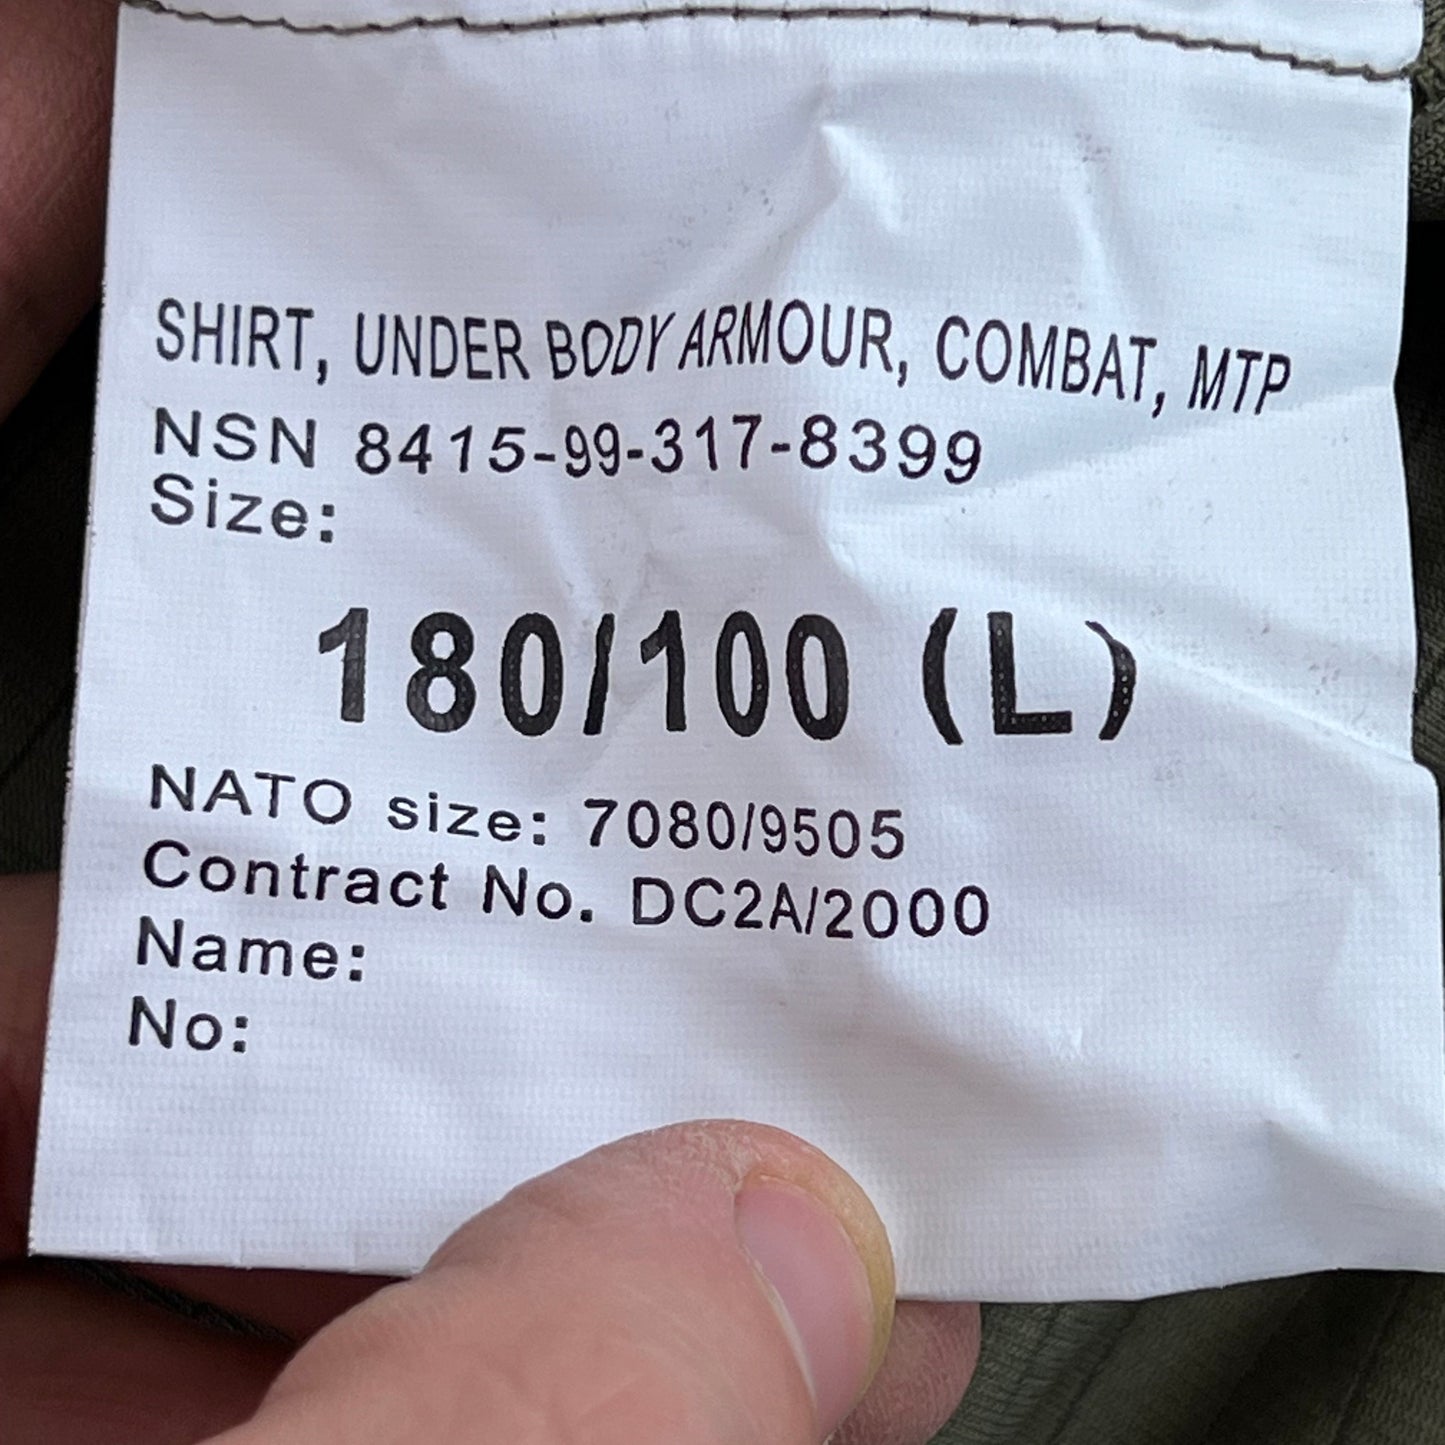 SHIRT, UNDER BODY ARMOUR, COMBAT, MTP
NSN 8415-99-317-8399
Size:
180/100 (L)
NATO size: 7080/9505
Contract No. DC2A/2000
Name:
No: